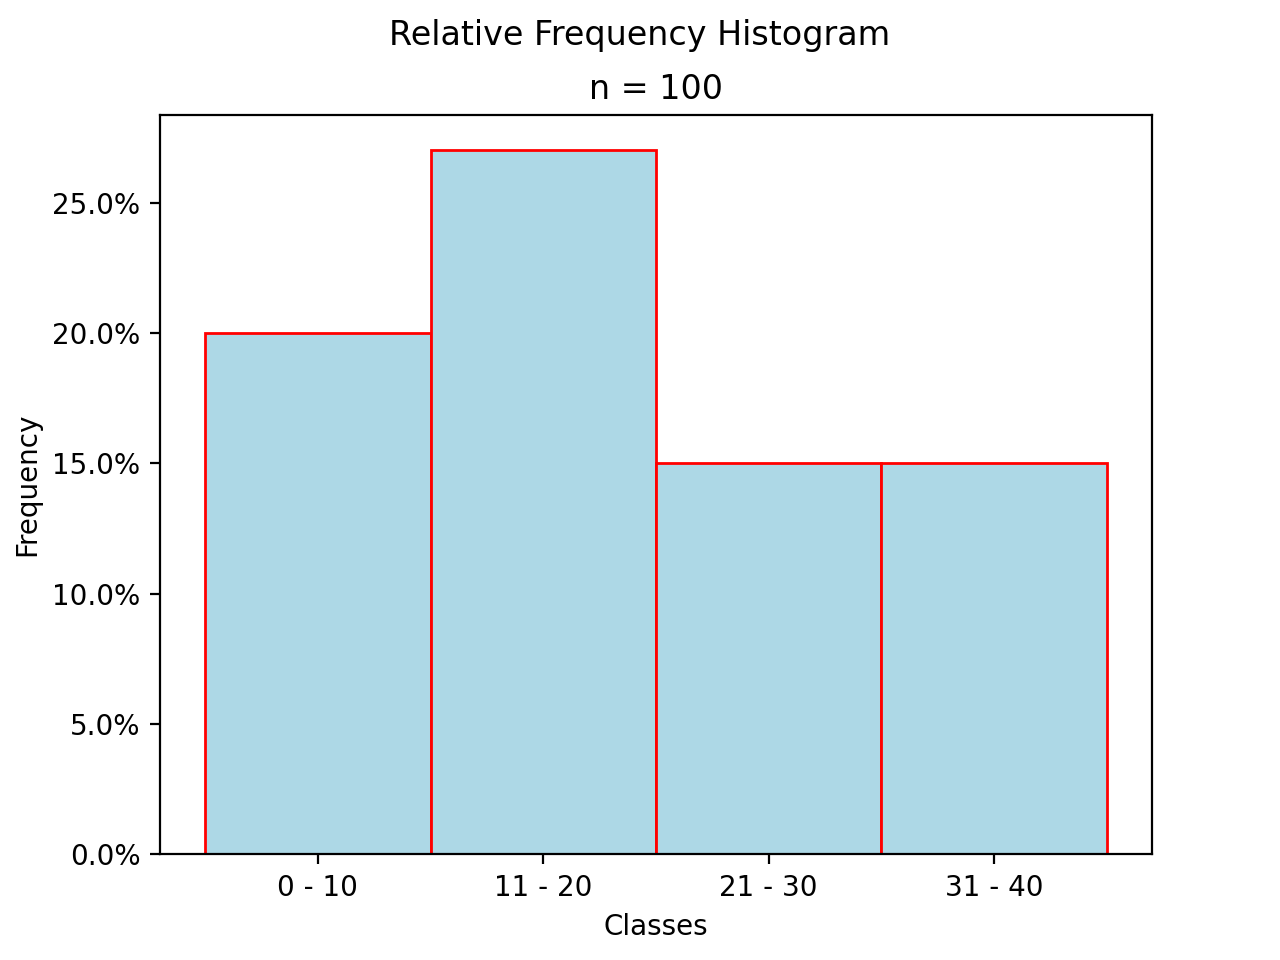 Relative Frequency Histogram
n = 100
25.0%
20.0%
15.0%
10.0%
5.0%
0.0%
Frequency
0 - 10
11 - 20
21 - 30
31 - 40
Classes